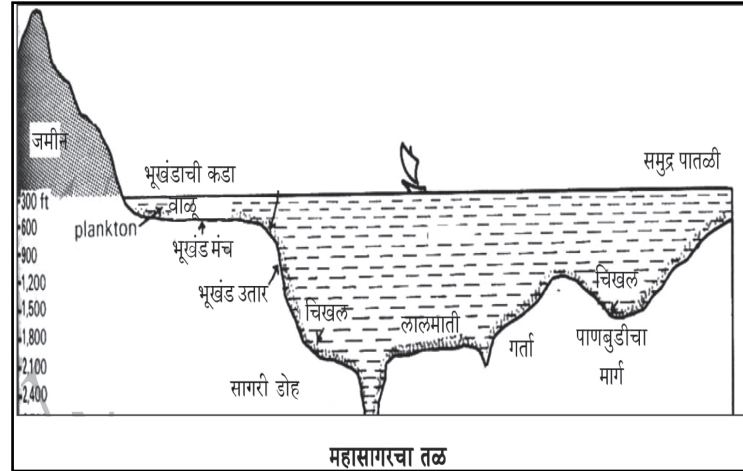 जमीन
भूखंडाची कडा
समुद्र पातळी
300 ft
वाळू
600
plankton
भूखंड मंच
900
1,200
भूखंड उतार
चिखल
1,500
चिखल
लालमाती
1,800
गर्ता
पाणबुडीचा
मार्ग
2,100
सागरी डोह
2,400
महासागरचा तळ